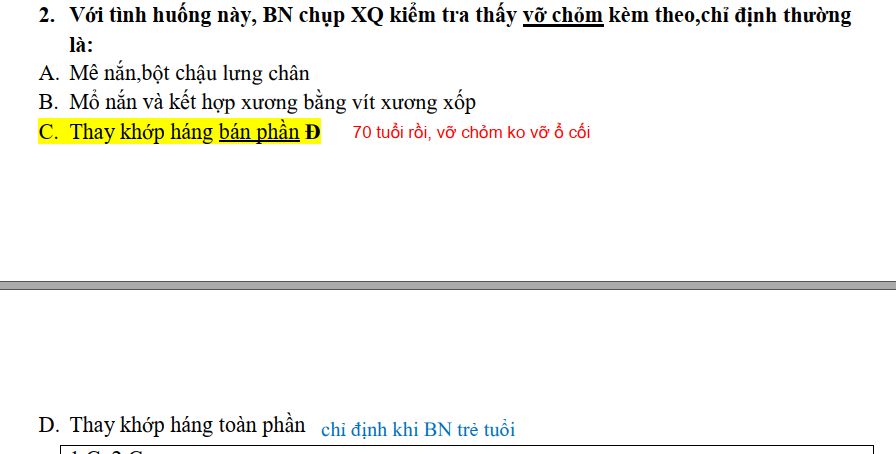 2. Với tình huống này, BN chụp XQ kiểm tra thấy vỡ chỏm kèm theo,chỉ định thường
là:
A. Mê nắn,bột chậu lưng chân
B. Mổ nắn và kết hợp xương bằng vít xương xốp
C. Thay khớp háng bán phần Đ 70 tuổi rồi, vỡ chỏm ko vỡ ổ cối
D. Thay khớp háng toàn phần chỉ định khi BN trẻ tuổi